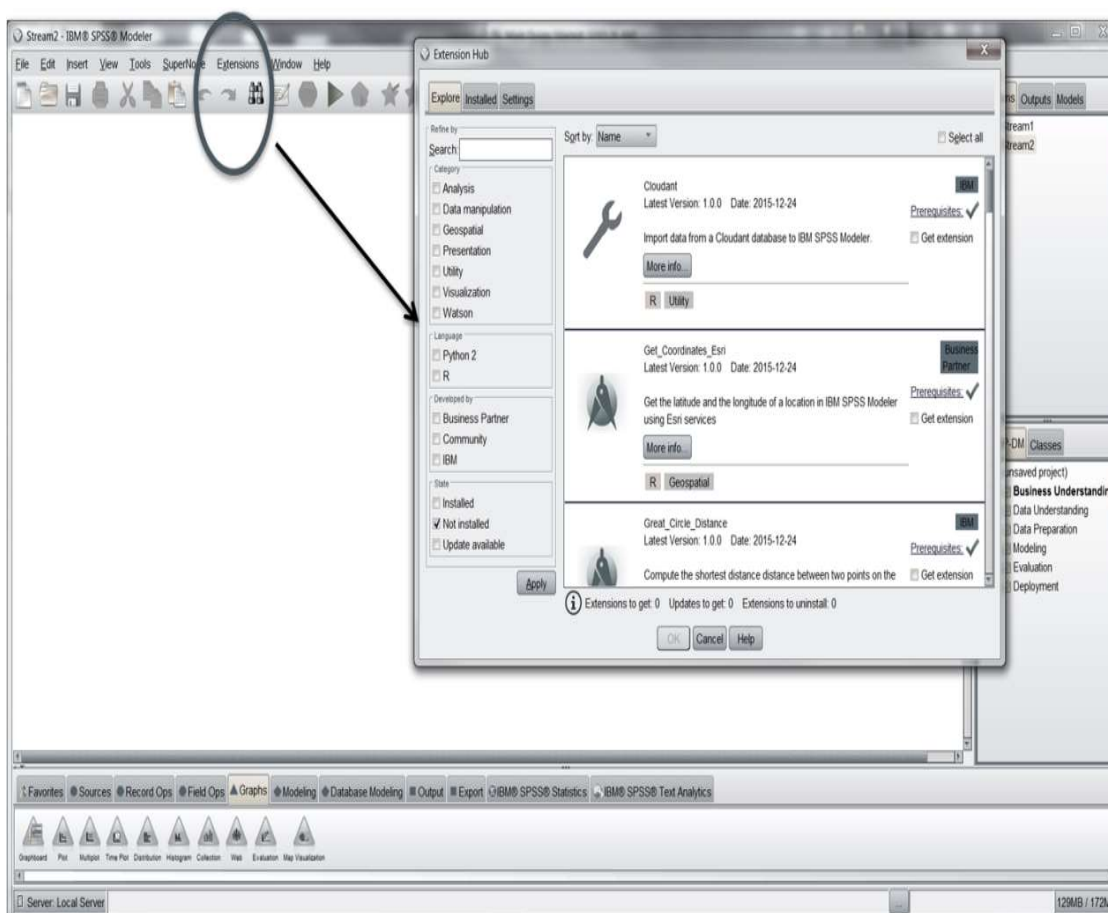 Stream2 - IBM® SPSS® Modeler
File Edit Insert View Tools SuperNode Extensions Window Help
Extension Hub
Explore Installed Settings
Refine by
Search:
Category
Analysis
Data manipulation
Geospatial
Presentation
Utility
Visualization
Watson
Language
Python 2
R
Developed by
Business Partner
Community
IBM
State
Installed
Not installed
Update available
Apply
Sort by: Name
Select all
Cloudant
IBM
Latest Version: 1.0.0 Date: 2015-12-24
Prerequisites:
Import data from a Cloudant database to IBM SPSS Modeler.
Get extension
More info...
R Utility
Get_Coordinates_Esri
Business Partner
Latest Version: 1.0.0 Date: 2015-12-24
Prerequisites:
Get the latitude and the longitude of a location in IBM SPSS Modeler
using Esri services
Get extension
More info...
R Geospatial
Great_Circle_Distance
IBM
Latest Version: 1.0.0 Date: 2015-12-24
Prerequisites:
Compute the shortest distance distance between two points on the
Get extension
Extensions to get: 0 Updates to get: 0 Extensions to uninstall: 0
OK Cancel Help
ns Outputs Models
tream1
tream2
P-DM Classes
unsaved project)
Business Understandin
Data Understanding
Data Preparation
Modeling
Evaluation
Deployment
Favorites Sources Record Ops Field Ops Graphs Modeling Database Modeling Output Export IBM® SPSS® Statistics IBM® SPSS® Text Analytics
Graphboard Plot Multiplot Time Plot Distribution Histogram Collection Web Evaluation Map Visualization
Server: Local Server
...
129MB / 172M